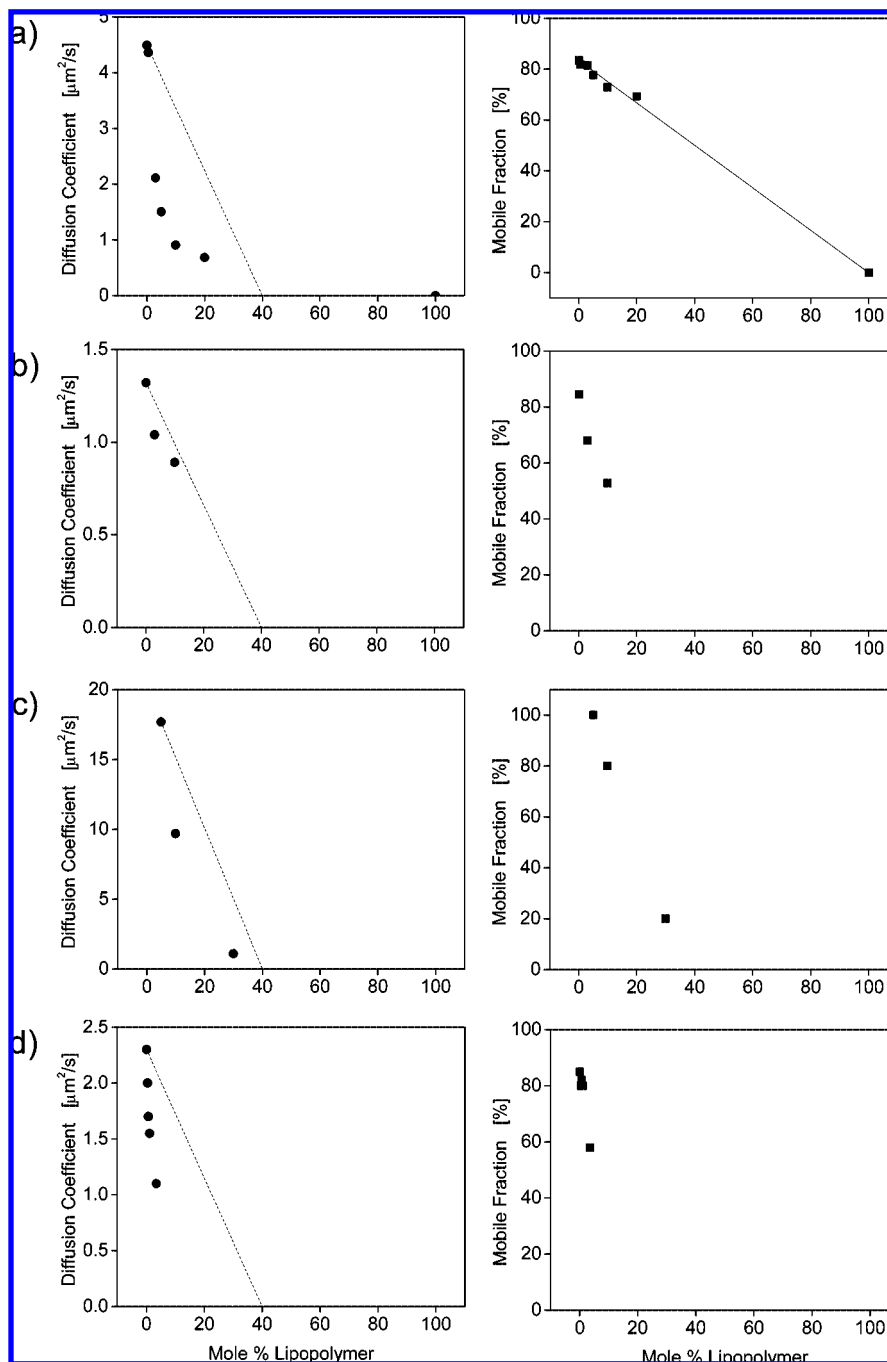 a)
Diffusion Coefficient [μm²/s]
5
4
3
2
1
0
0 20 40 60 80 100
Mobile Fraction [%]
100
80
60
40
20
0
0 20 40 60 80 100
b)
Diffusion Coefficient [μm²/s]
1.5
1.0
0.5
0.0
0 20 40 60 80 100
Mobile Fraction [%]
100
80
60
40
20
0
0 20 40 60 80 100
c)
Diffusion Coefficient [μm²/s]
20
15
10
5
0
0 20 40 60 80 100
Mobile Fraction [%]
100
80
60
40
20
0
0 20 40 60 80 100
d)
Diffusion Coefficient [μm²/s]
2.5
2.0
1.5
1.0
0.5
0.0
0 20 40 60 80 100
Mole % Lipopolymer
Mobile Fraction [%]
100
80
60
40
20
0
0 20 40 60 80 100
Mole % Lipopolymer